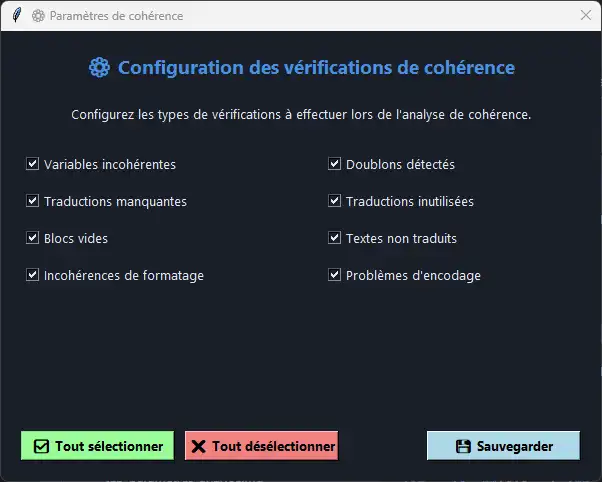 Paramètres de cohérence
Configuration des vérifications de cohérence
Configurez les types de vérifications à effectuer lors de l'analyse de cohérence.
Variables incohérentes
Doublons détectés
Traductions manquantes
Traductions inutilisées
Blocs vides
Textes non traduits
Incohérences de formatage
Problèmes d'encodage
Tout sélectionner
Tout désélectionner
Sauvegarder